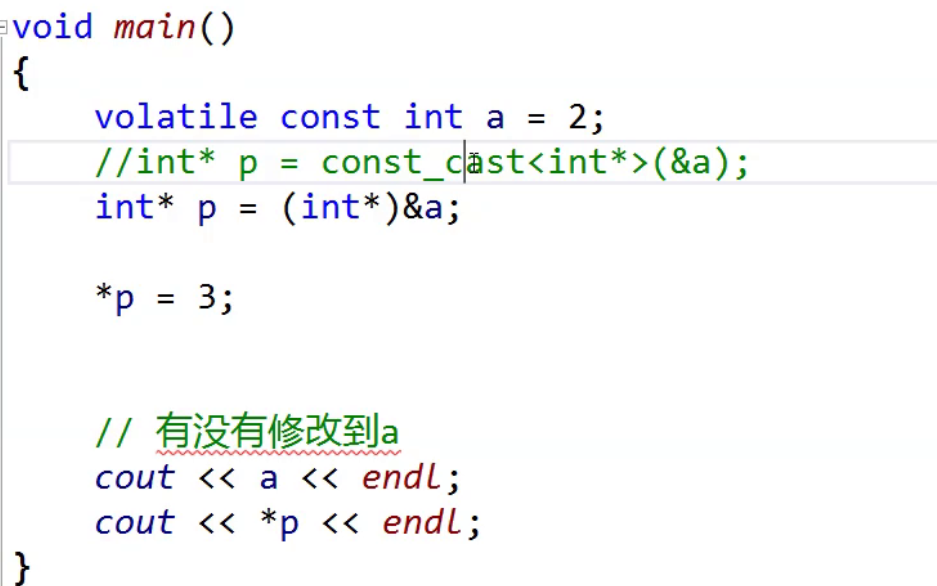 void main()
{
volatile const int a = 2;
//int* p = const_cast<int*>(&a);
int* p = (int*)&a;
*p = 3;
// 有没有修改到a
cout << a << endl;
cout << *p << endl;
}